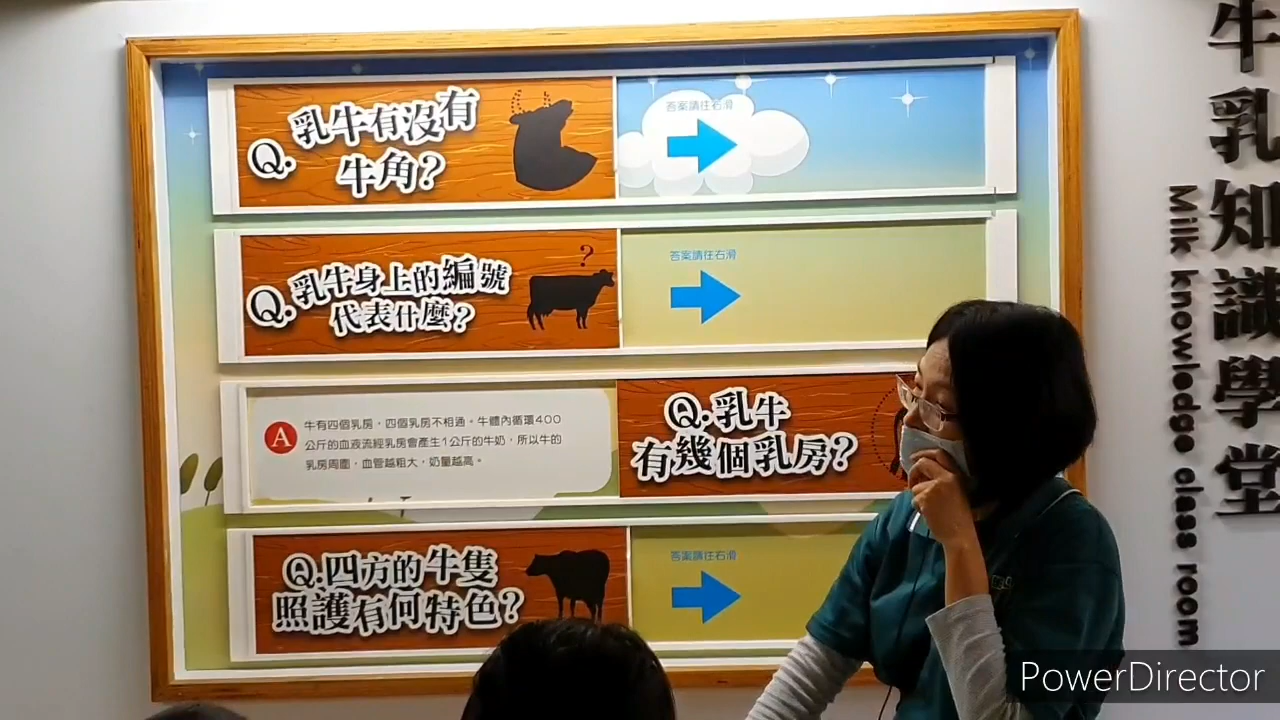 Q.乳牛有沒有
牛角?
答案請往右滑
Q.乳牛身上的編號
代表什麼?
?
答案請往右滑
A
牛有四個乳房，四個乳房不相通。牛體內循環400
公斤的血液流經乳房會產生1公斤的牛奶，所以牛的
乳房周圍，血管越粗大，奶量越高。
Q.乳牛
有幾個乳房?
Q.四方的牛隻
照護有何特色?
答案請往右滑
牛乳知識學堂
Milk knowledge class room
PowerDirector